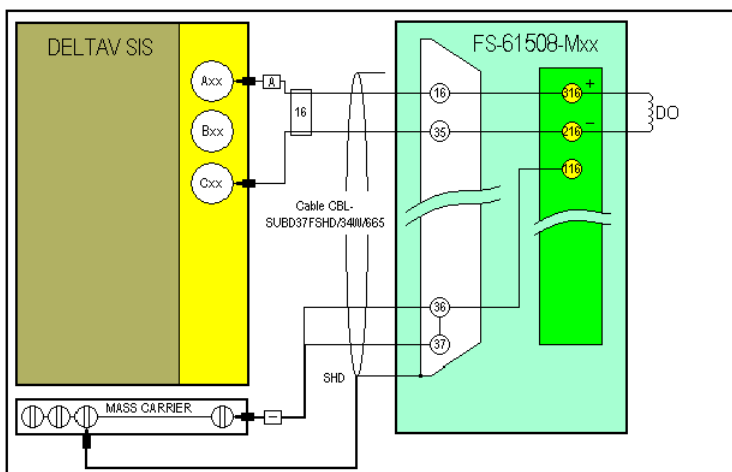 DELTAV SIS
FS-61508-Mxx
Axx
A
16
16
316
+
Bxx
35
216
−
DO
Cxx
116
Cable CBL-
SUBD37FSHD/34W/665
36
37
SHD
MASS CARRIER
−